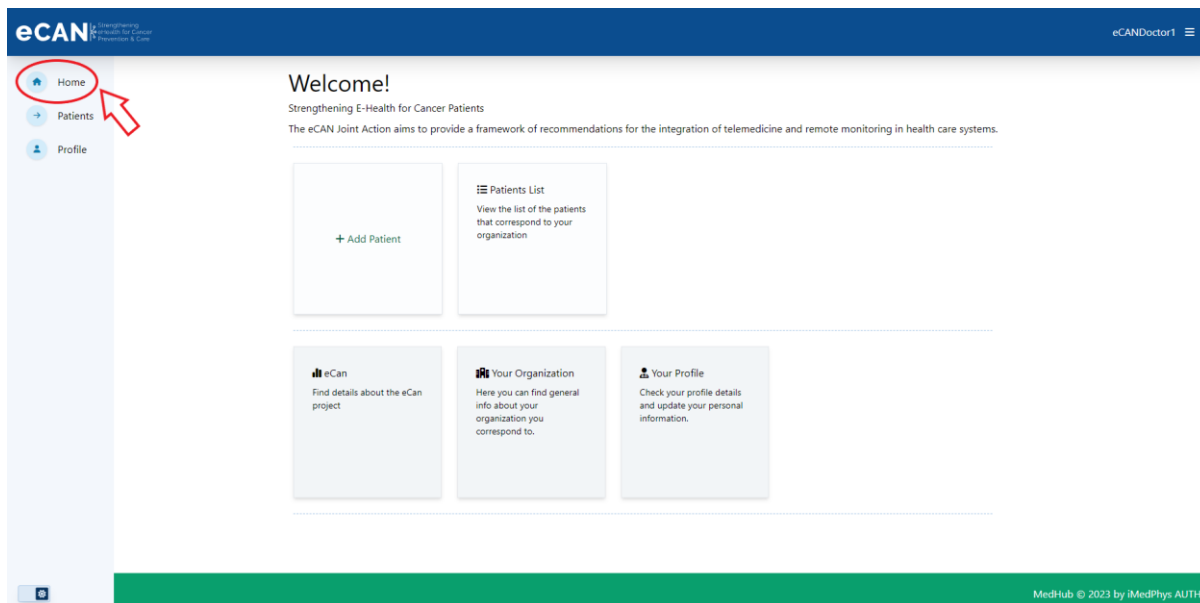 eCAN
Strengthening
eHealth for Cancer
Prevention & Care
eCANDoctor1
Home
Patients
Profile
Welcome!
Strengthening E-Health for Cancer Patients
The eCAN Joint Action aims to provide a framework of recommendations for the integration of telemedicine and remote monitoring in health care systems.
+ Add Patient
Patients List
View the list of the patients
that correspond to your
organization
eCan
Find details about the eCan
project
Your Organization
Here you can find general
info about your
organization you
correspond to.
Your Profile
Check your profile details
and update your personal
information.
MedHub © 2023 by iMedPhys AUTH